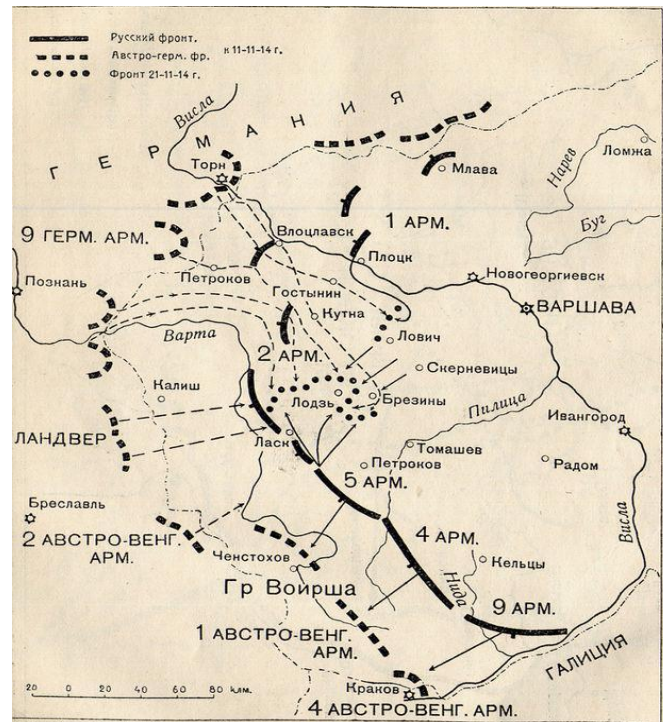 Русский фронт.
Австро-герм. фр. к 11-11-14 г.
Фронт 21-11-14 г.
ГЕРМАНИЯ
Висла
Торн
Млава
Ломжа
Нарев
Буг
1 АРМ.
9 ГЕРМ. АРМ.
Влоцлавск
Плоцк
Петроков
Новогеоргиевск
Познань
Гостынин
ВАРШАВА
Кутна
Варта
Лович
2 АРМ.
Скерневицы
Калиш
Лодзь
Брезины
Пилица
Ивангород
ЛАНДВЕР
Ласк
Томашев
Петроков
Радом
5 АРМ.
Бреславль
4 АРМ.
Висла
2 АВСТРО-ВЕНГ.
АРМ.
Ченстохов
Кельцы
Гр Воирша
Нида
9 АРМ.
1 АВСТРО-ВЕНГ.
АРМ.
ГАЛИЦИЯ
20 0 20 40 60 80 клм.
Краков
4 АВСТРО-ВЕНГ. АРМ.